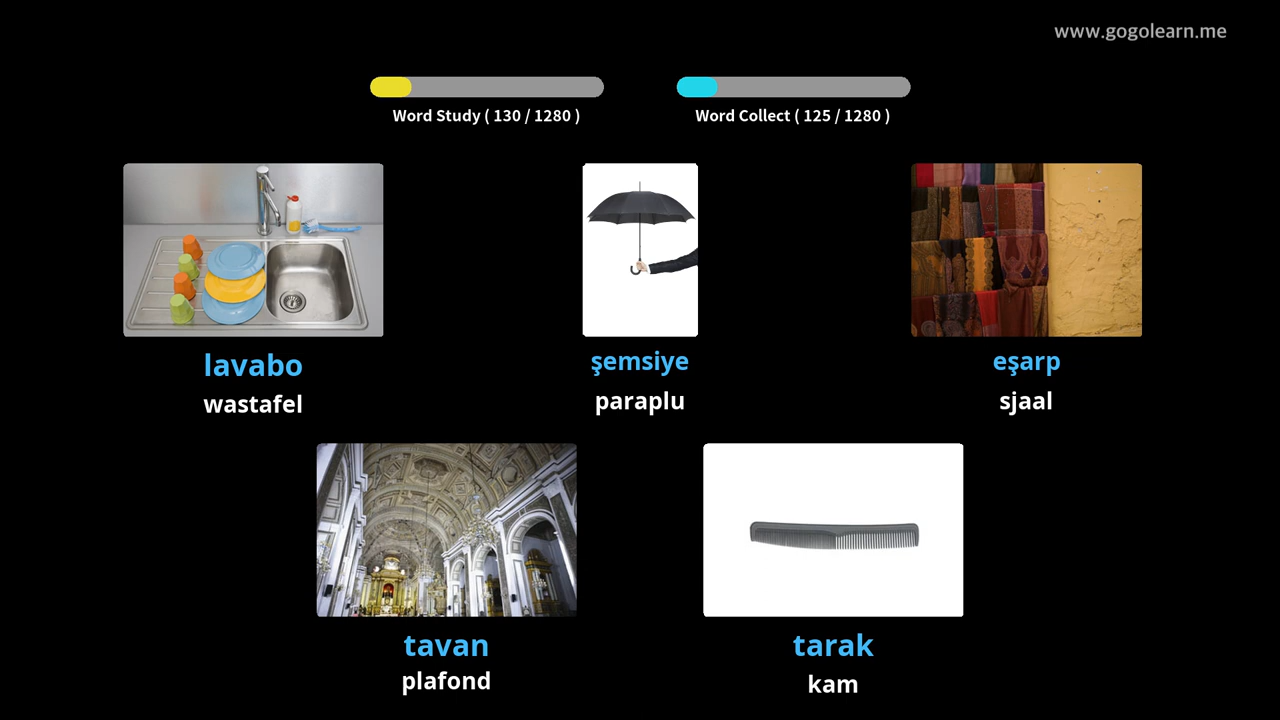 www.gogolearn.me
Word Study ( 130 / 1280 )
Word Collect ( 125 / 1280 )
lavabo
wastafel
şemsiye
paraplu
eşarp
sjaal
tavan
plafond
tarak
kam